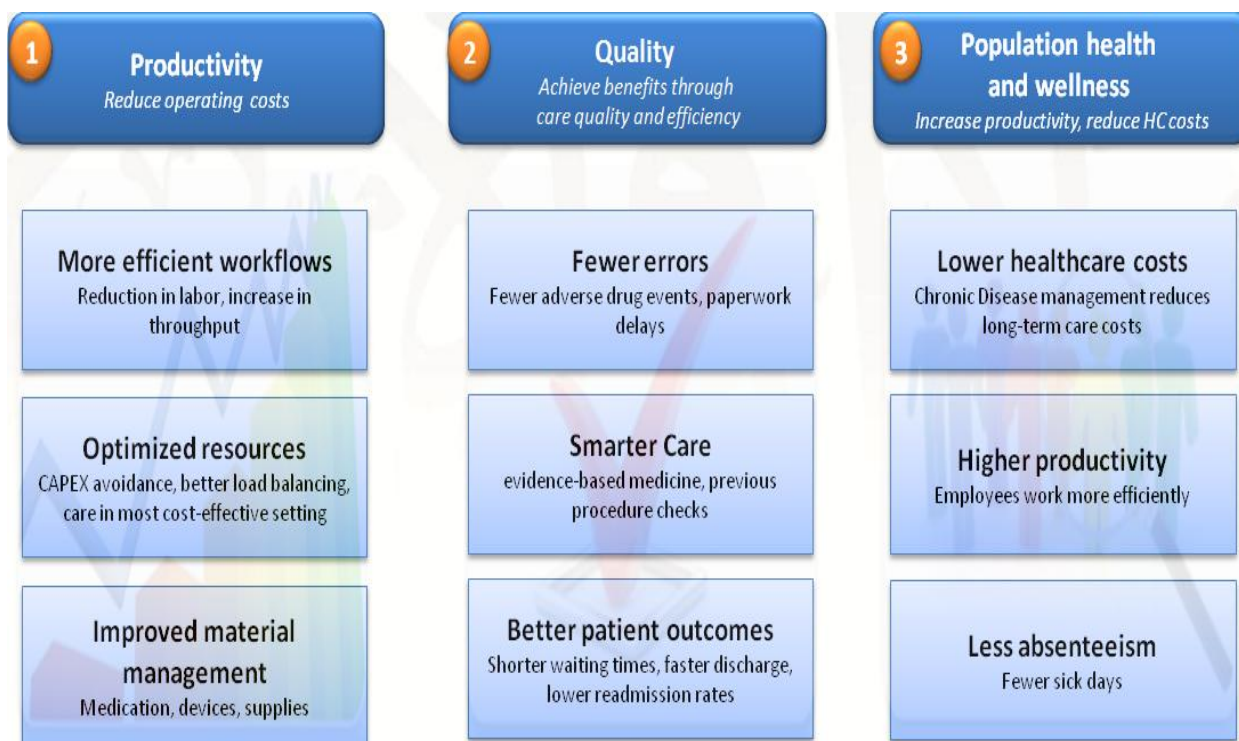 1
Productivity
Reduce operating costs
More efficient workflows
Reduction in labor, increase in
throughput
Optimized resources
CAPEX avoidance, better load balancing,
care in most cost-effective setting
Improved material
management
Medication, devices, supplies
2
Quality
Achieve benefits through
care quality and efficiency
Fewer errors
Fewer adverse drug events, paperwork
delays
Smarter Care
evidence-based medicine, previous
procedure checks
Better patient outcomes
Shorter waiting times, faster discharge,
lower readmission rates
3
Population health
and wellness
Increase productivity, reduce HC costs
Lower healthcare costs
Chronic Disease management reduces
long-term care costs
Higher productivity
Employees work more efficiently
Less absenteeism
Fewer sick days